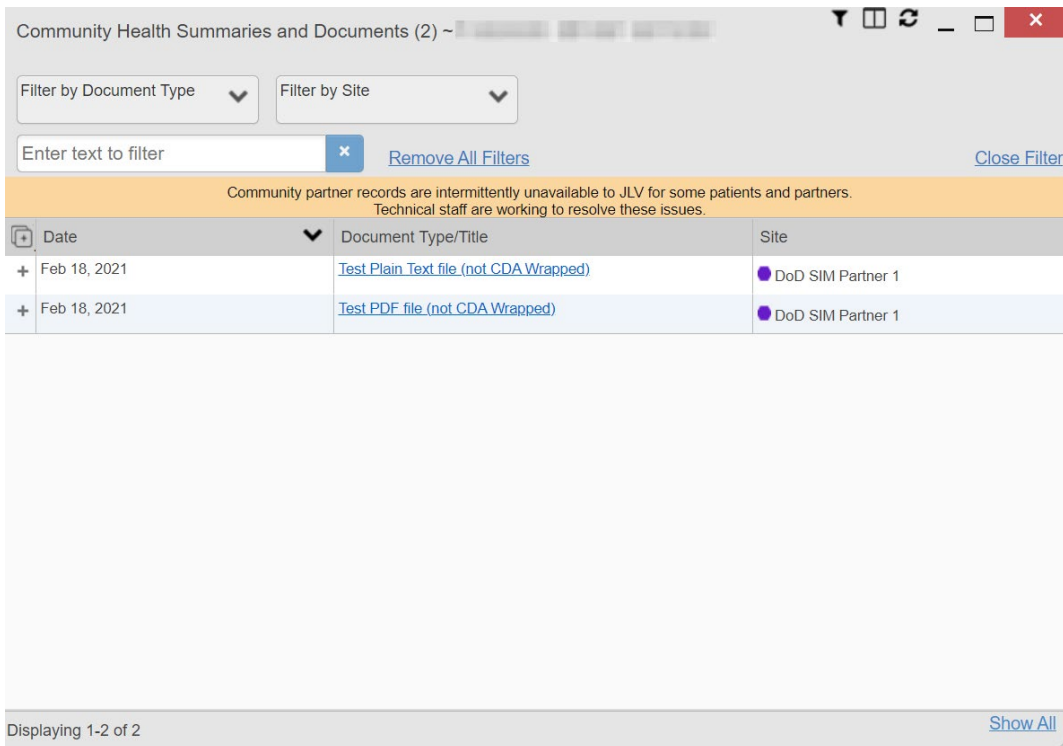 Community Health Summaries and Documents (2) ~
Filter by Document Type
Filter by Site
Enter text to filter
Remove All Filters
Close Filter
Community partner records are intermittently unavailable to JLV for some patients and partners.
Technical staff are working to resolve these issues.
Date Document Type/Title Site
Feb 18, 2021 Test Plain Text file (not CDA Wrapped) DoD SIM Partner 1
Feb 18, 2021 Test PDF file (not CDA Wrapped) DoD SIM Partner 1
Displaying 1-2 of 2
Show All